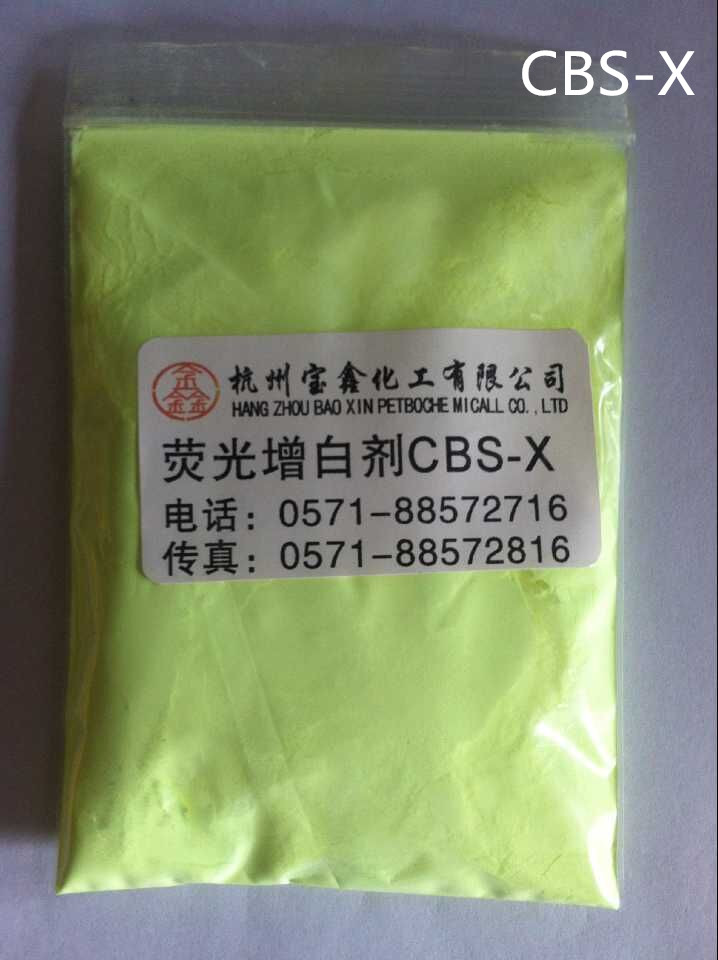 CBS-X
杭州宝鑫化工有限公司
HANG ZHOU BAO XIN PETBOCHE MICALL CO.,LTD
荧光增白剂CBS-X
电话：0571-88572716
传真：0571-88572816